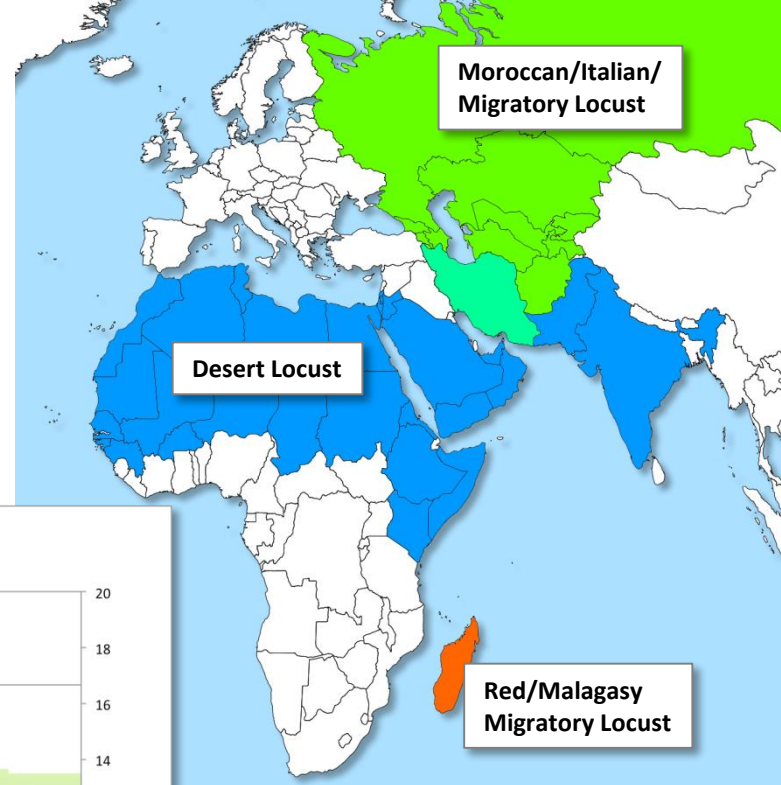 Moroccan/Italian/
Migratory Locust
Desert Locust
Red/Malagasy
Migratory Locust
20
18
16
14